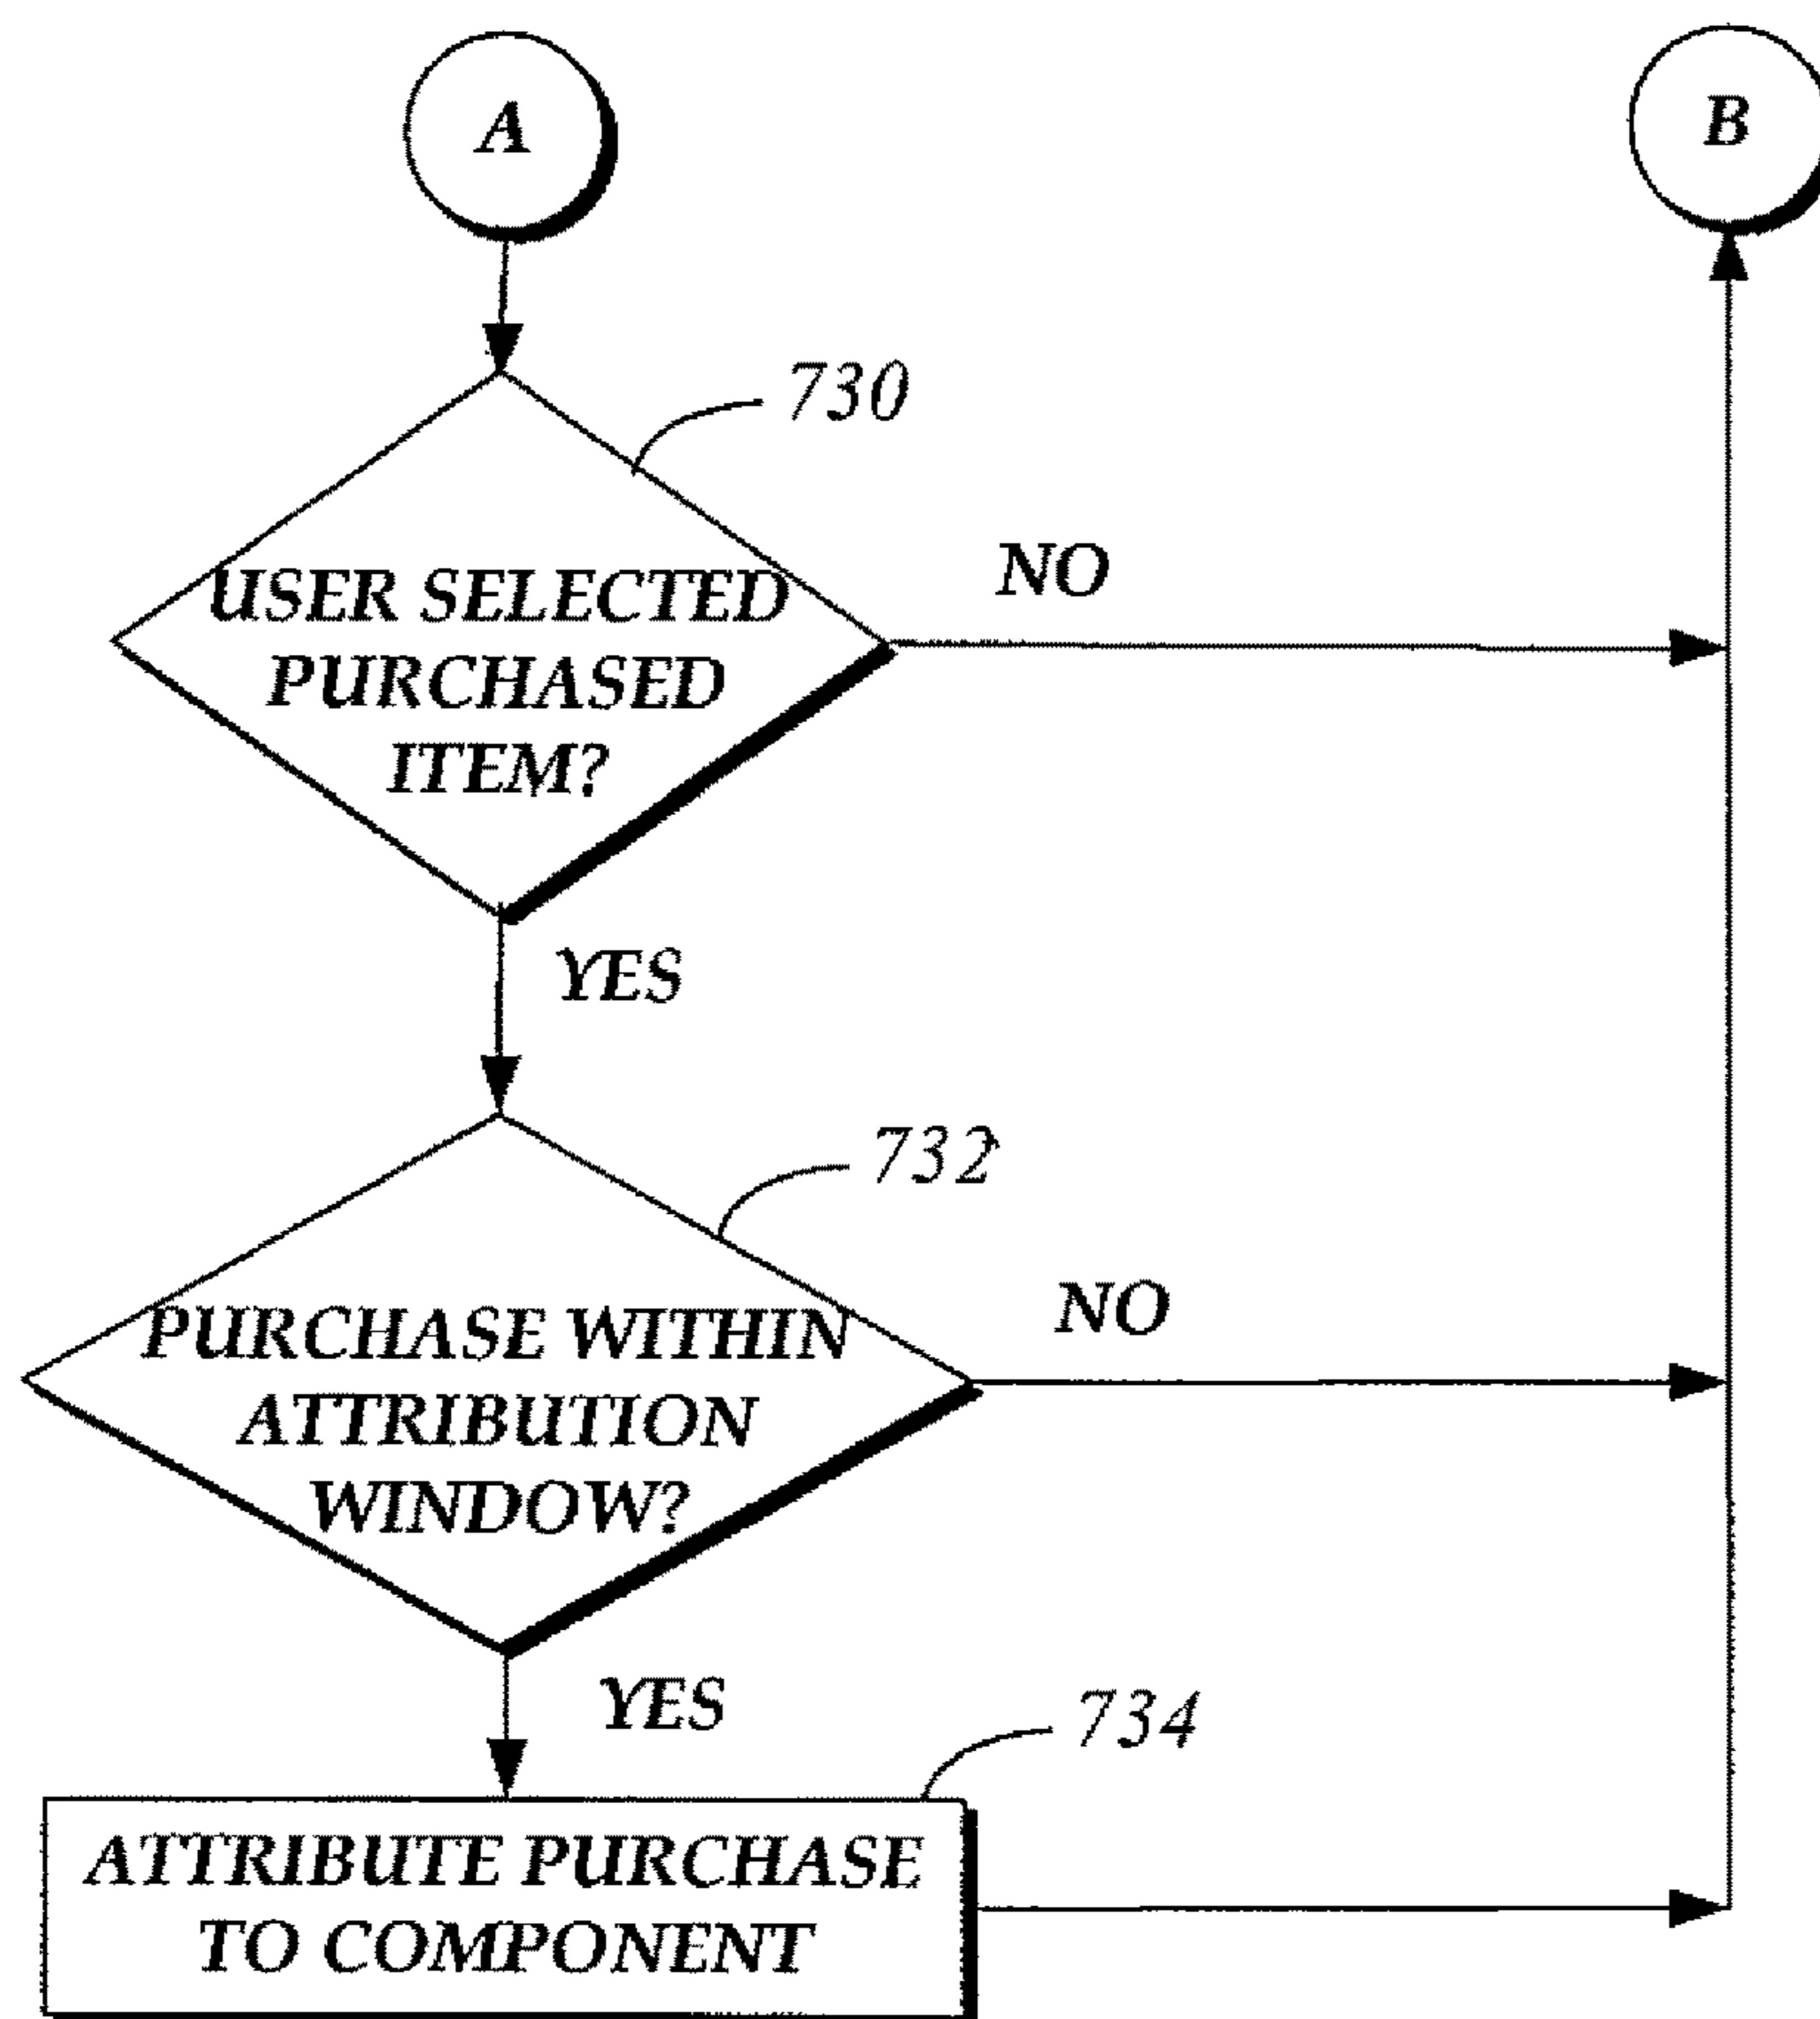 A
B
730
USER SELECTED
PURCHASED
ITEM?
NO
YES
732
PURCHASE WITHIN
ATTRIBUTION
WINDOW?
NO
YES
734
ATTRIBUTE PURCHASE
TO COMPONENT